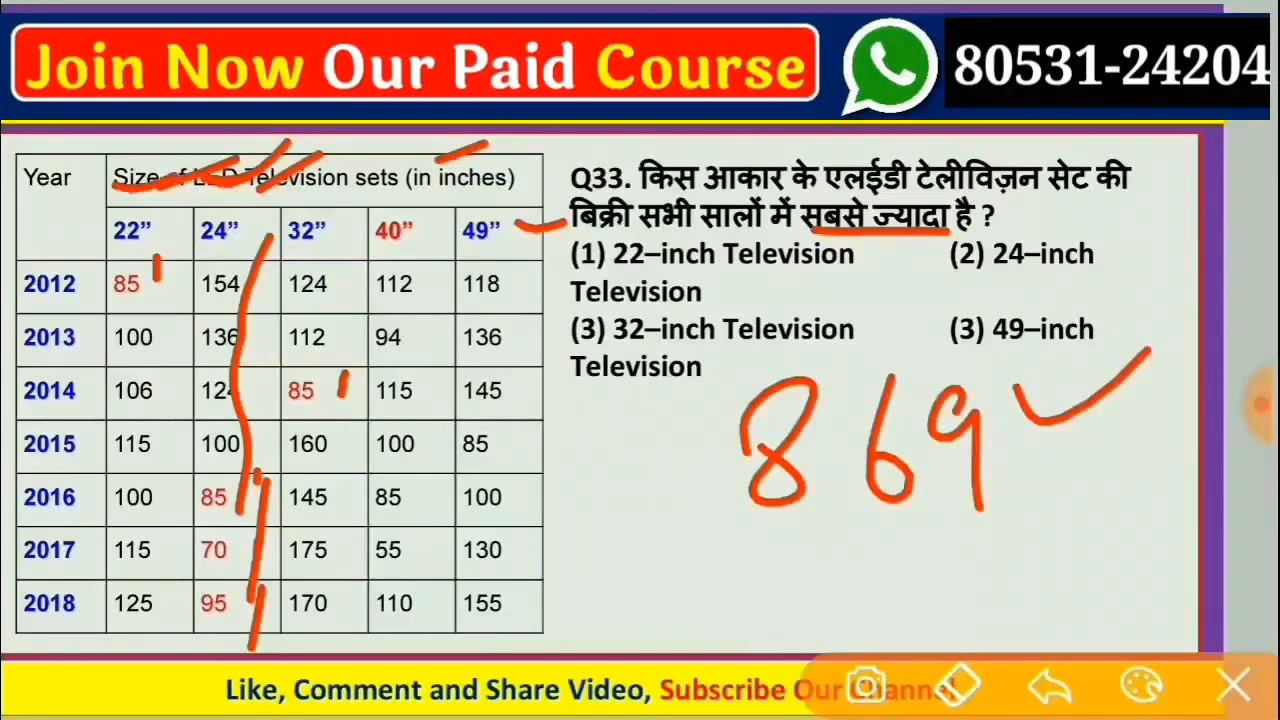 Join Now Our Paid Course
80531-24204
Year Size of LED Television sets (in inches)
22” 24” 32” 40” 49”
2012 85 154 124 112 118
2013 100 136 112 94 136
2014 106 124 85 115 145
2015 115 100 160 100 85
2016 100 85 145 85 100
2017 115 70 175 55 130
2018 125 95 170 110 155
Q33. किस आकार के एलईडी टेलीविज़न सेट की
बिक्री सभी सालों में सबसे ज्यादा है ?
(1) 22–inch Television (2) 24–inch
Television
(3) 32–inch Television (3) 49–inch
Television
869
Like, Comment and Share Video, Subscribe Our Channel